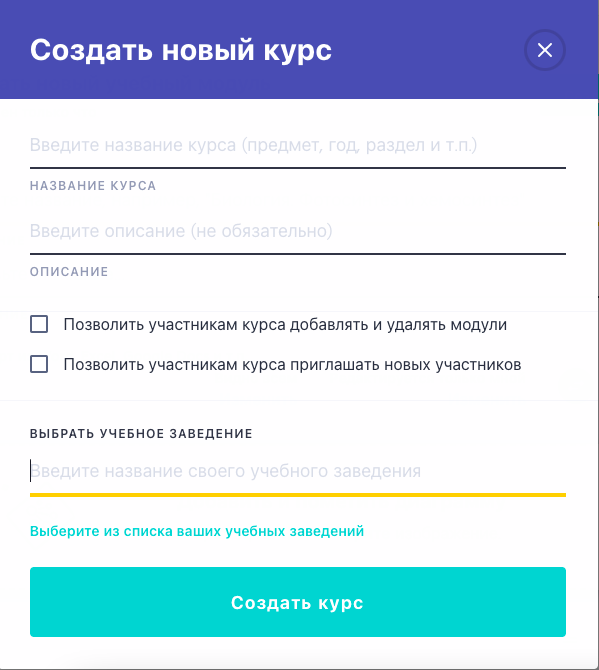 Создать новый курс
Введите название курса (предмет, год, раздел и т.п.)
НАЗВАНИЕ КУРСА
Введите описание (не обязательно)
ОПИСАНИЕ
Позволить участникам курса добавлять и удалять модули
Позволить участникам курса приглашать новых участников
ВЫБРАТЬ УЧЕБНОЕ ЗАВЕДЕНИЕ
Введите название своего учебного заведения
Выберите из списка ваших учебных заведений
Создать курс